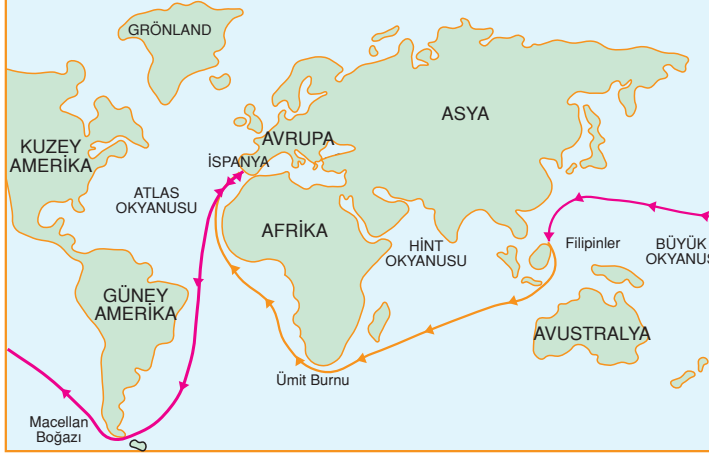 GRÖNLAND
KUZEY
AMERİKA
ATLAS
OKYANUSU
İSPANYA
AVRUPA
ASYA
AFRİKA
HİNT
OKYANUSU
Filipinler
BÜYÜK
OKYANUS
GÜNEY
AMERİKA
AVUSTRALYA
Ümit Burnu
Macellan
Boğazı